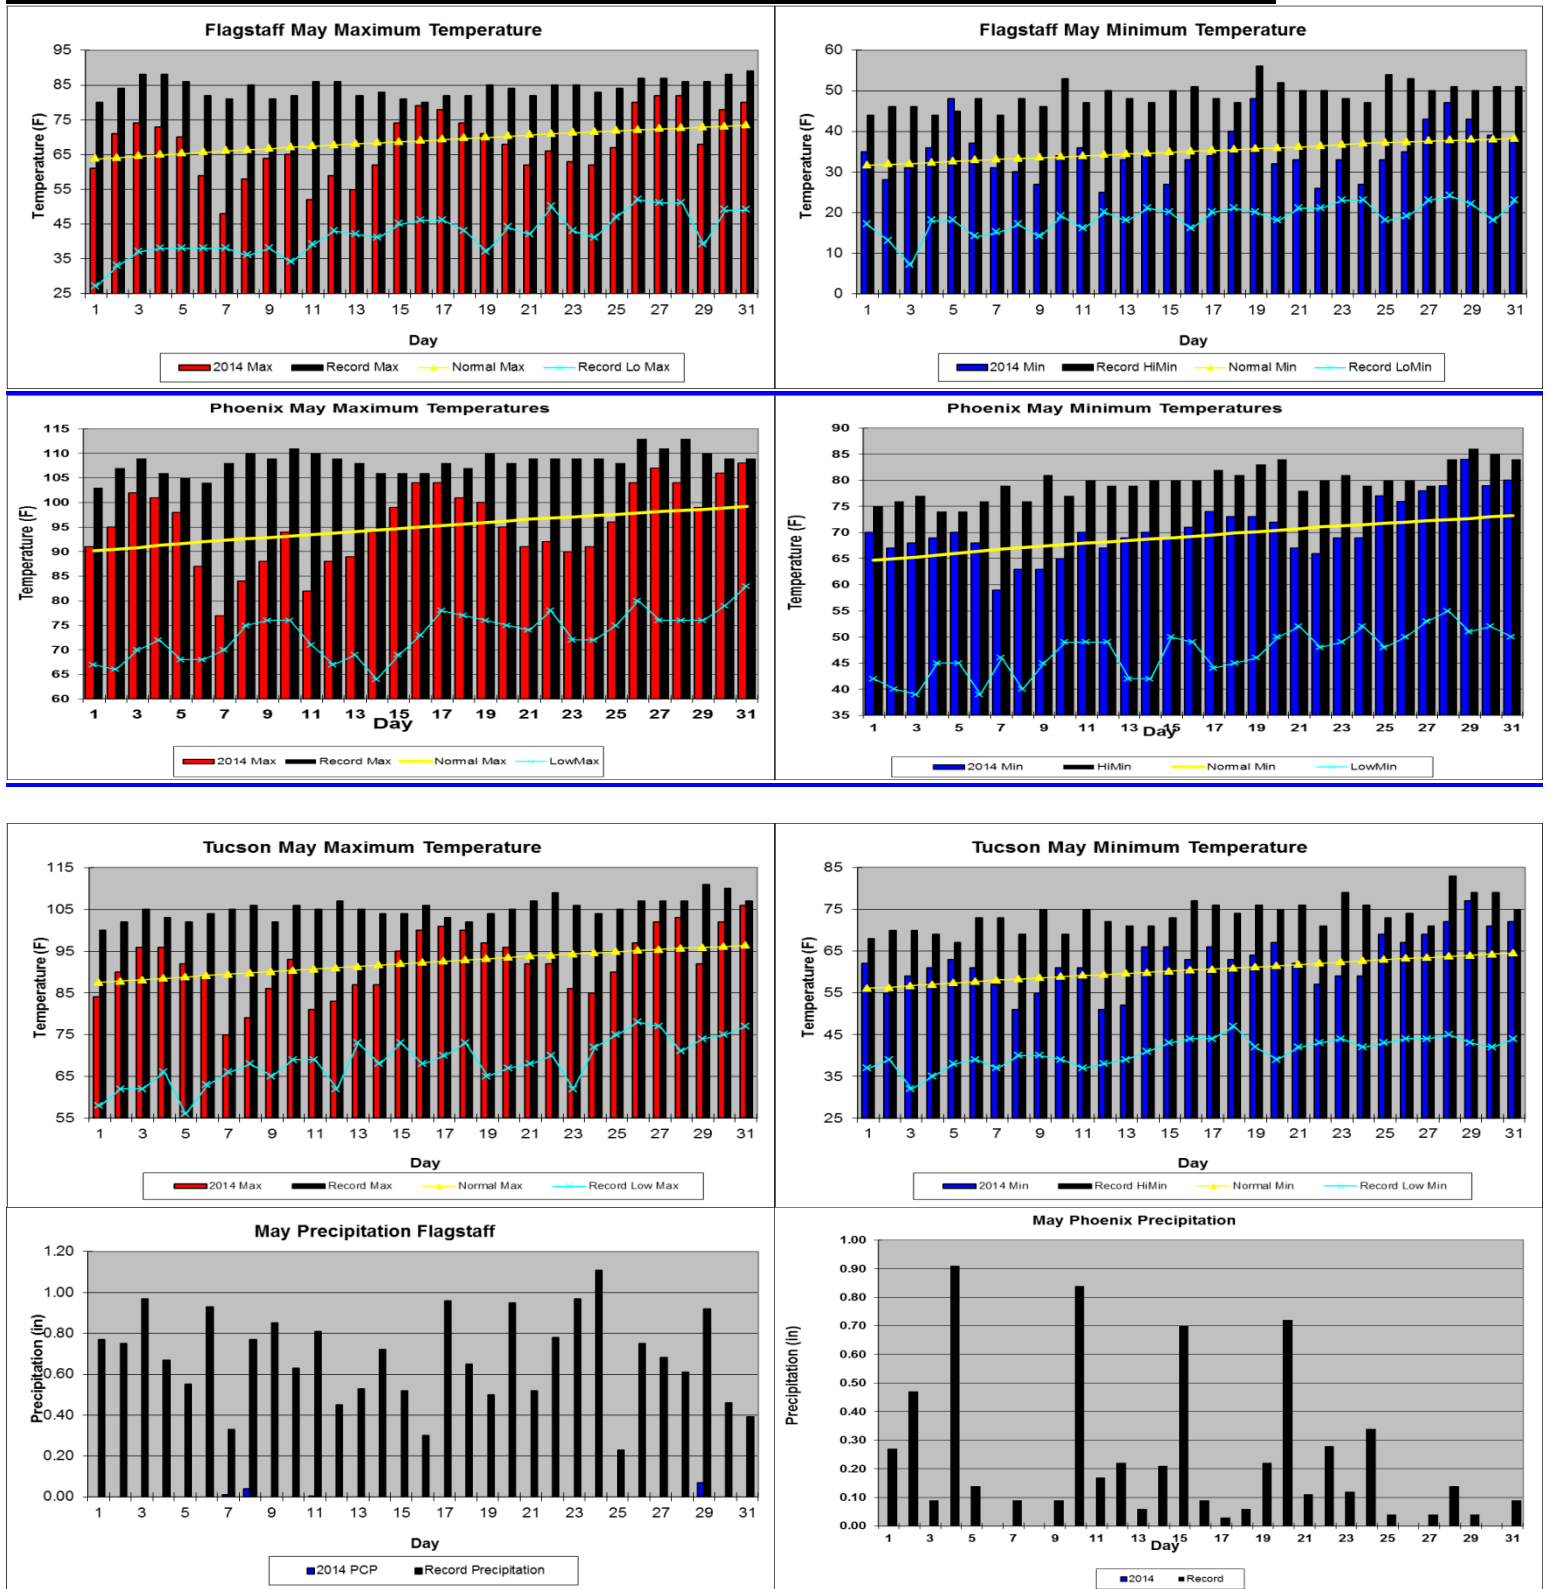 Flagstaff May Maximum Temperature
95
85
75
65
55
45
35
25
Temperature (F)
1 3 5 7 9 11 13 15 17 19 21 23 25 27 29 31
Day
2014 Max Record Max Normal Max Record Lo Max
Flagstaff May Minimum Temperature
60
50
40
30
20
10
0
Temperature (F)
1 3 5 7 9 11 13 15 17 19 21 23 25 27 29 31
Day
2014 Min Record HiMin Normal Min Record LoMin
Phoenix May Maximum Temperatures
115
110
105
100
95
90
85
80
75
70
65
60
Temperature (F)
1 3 5 7 9 11 13 15 17 19 21 23 25 27 29 31
Day
2014 Max Record Max Normal Max LowMax
Phoenix May Minimum Temperatures
90
85
80
75
70
65
60
55
50
45
40
35
Temperature (F)
1 3 5 7 9 11 13 15 17 19 21 23 25 27 29 31
Day
2014 Min HiMin Normal Min LowMin
Tucson May Maximum Temperature
115
105
95
85
75
65
55
Temperature (F)
1 3 5 7 9 11 13 15 17 19 21 23 25 27 29 31
Day
2014 Max Record Max Normal Max Record Low Max
Tucson May Minimum Temperature
85
75
65
55
45
35
25
Temperature (F)
1 3 5 7 9 11 13 15 17 19 21 23 25 27 29 31
Day
2014 Min Record HiMin Normal Min Record Low Min
May Precipitation Flagstaff
1.20
1.00
0.80
0.60
0.40
0.20
0.00
Precipitation (in)
1 3 5 7 9 11 13 15 17 19 21 23 25 27 29 31
Day
2014 PCP Record Precipitation
May Phoenix Precipitation
1.00
0.90
0.80
0.70
0.60
0.50
0.40
0.30
0.20
0.10
0.00
Precipitation (in)
1 3 5 7 9 11 13 15 17 19 21 23 25 27 29 31
Day
2014 Record